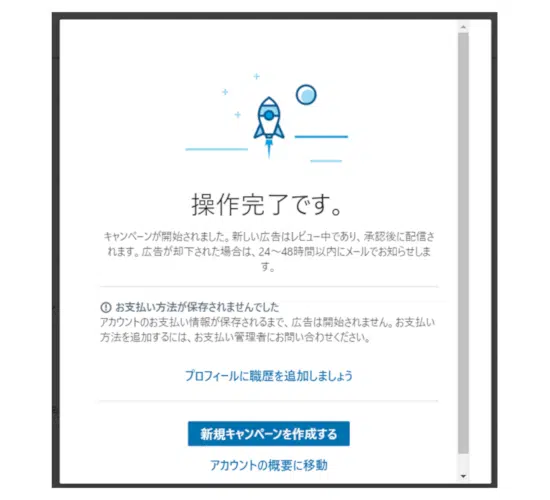 操作完了です。
キャンペーンが開始されました。新しい広告はレビュー中であり、承認後に配信さ
れます。広告が却下された場合は、24～48時間以内にメールでお知らせしま
す。
お支払い方法が保存されませんでした
アカウントのお支払い情報が保存されるまで、広告は開始されません。お支払い
方法を追加するには、お支払い管理者にお問い合わせください。
プロフィールに職歴を追加しましょう
新規キャンペーンを作成する
アカウントの概要に移動